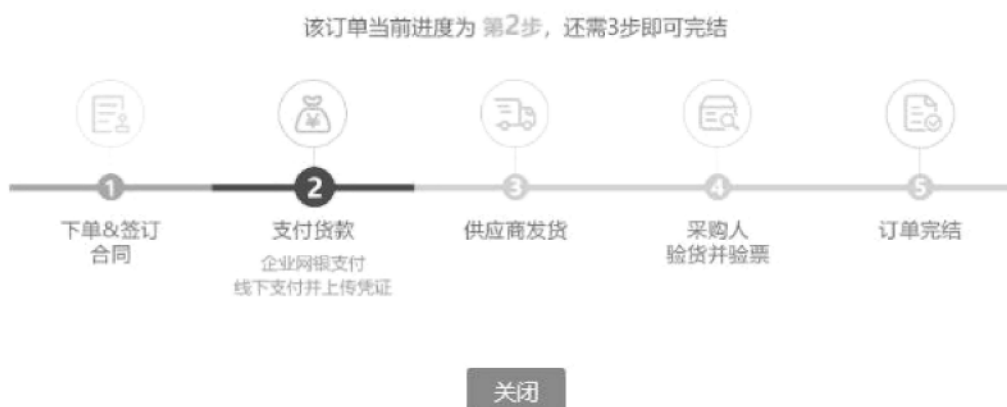 该订单当前进度为 第2步，还需3步即可完结
1
2
3
4
5
下单&签订
合同
支付货款
企业网银支付
线下支付并上传凭证
供应商发货
采购人
验货并验票
订单完结
关闭